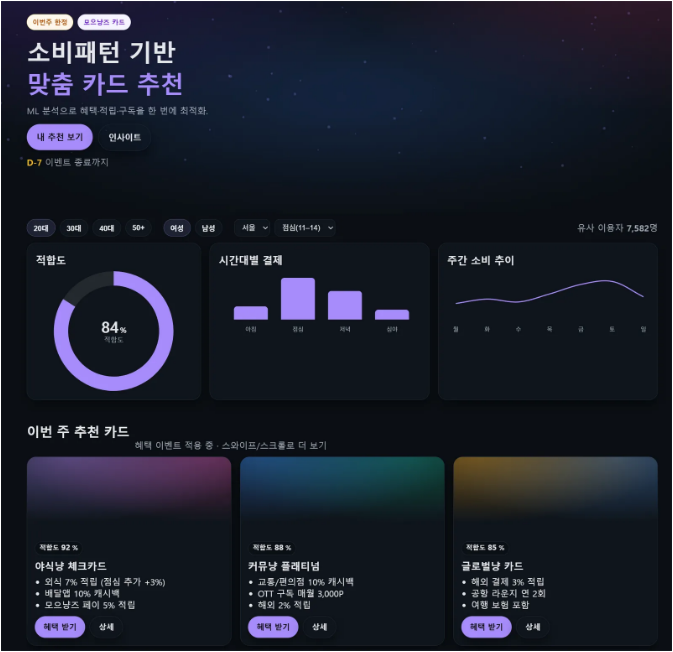 이번주 한정 모으냥즈 카드
소비패턴 기반
맞춤 카드 추천
ML 분석으로 혜택·적립·구독을 한 번에 최적화.
내 추천 보기 인사이트
D-7 이벤트 종료까지
20대 30대 40대 50+ 여성 남성 서울 점심(11–14) 유사 이용자 7,582명
적합도 시간대별 결제 주간 소비 추이
84%
적합도
아침 점심 저녁 심야
월 화 수 목 금 토 일
이번 주 추천 카드
혜택 이벤트 적용 중 · 스와이프/스크롤로 더 보기
적합도 92 %
야식냥 체크카드
• 외식 7% 적립 (점심 추가 +3%)
• 배달앱 10% 캐시백
• 모으냥즈 페이 5% 적립
혜택 받기 상세
적합도 88 %
커뮤냥 플래티넘
• 교통/편의점 10% 캐시백
• OTT 구독 매월 3,000P
• 해외 2% 적립
혜택 받기 상세
적합도 85 %
글로벌냥 카드
• 해외 결제 3% 적립
• 공항 라운지 연 2회
• 여행 보험 포함
혜택 받기 상세